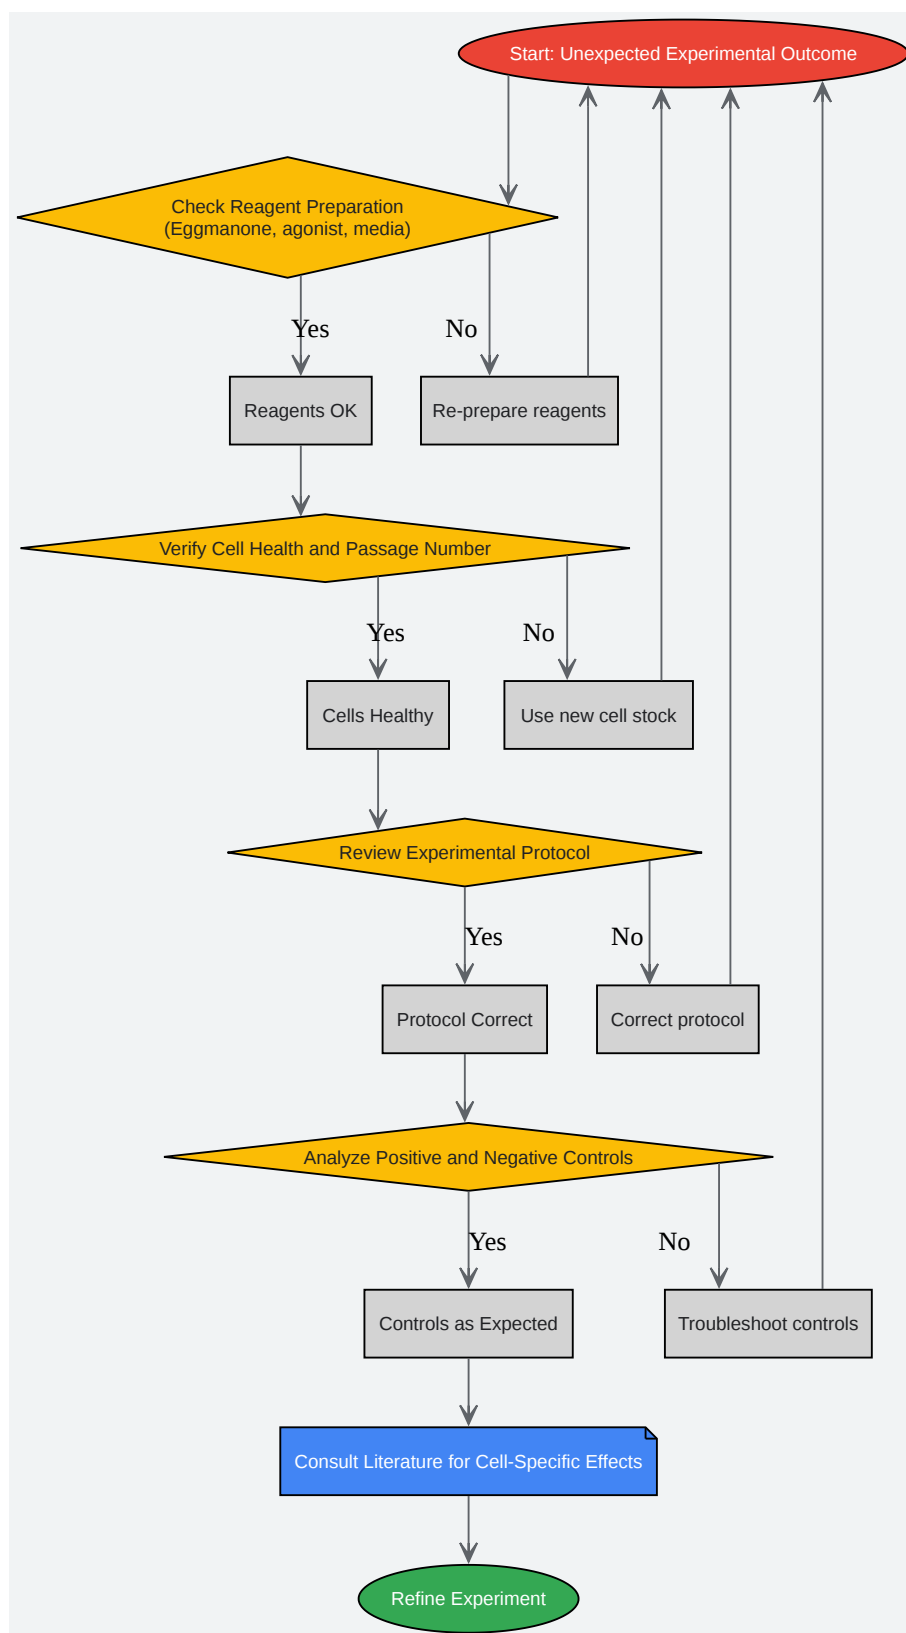 Start: Unexpected Experimental Outcome
Check Reagent Preparation
(Eggmanone, agonist, media)
Yes
No
Reagents OK
Re-prepare reagents
Verify Cell Health and Passage Number
Yes
No
Cells Healthy
Use new cell stock
Review Experimental Protocol
Yes
No
Protocol Correct
Correct protocol
Analyze Positive and Negative Controls
Yes
No
Controls as Expected
Troubleshoot controls
Consult Literature for Cell-Specific Effects
Refine Experiment